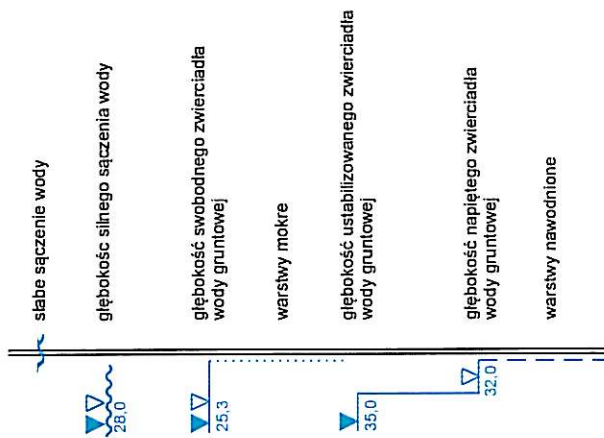 słabe sączenie wody
głębokośc silnego sączenia wody
28,0
głębokość swobodnego zwierciadła
wody gruntowej
25,3
warstwy mokre
głębokość ustabilizowanego zwierciadła
wody gruntowej
35,0
głębokość napiętego zwierciadła
wody gruntowej
32,0
warstwy nawodnione